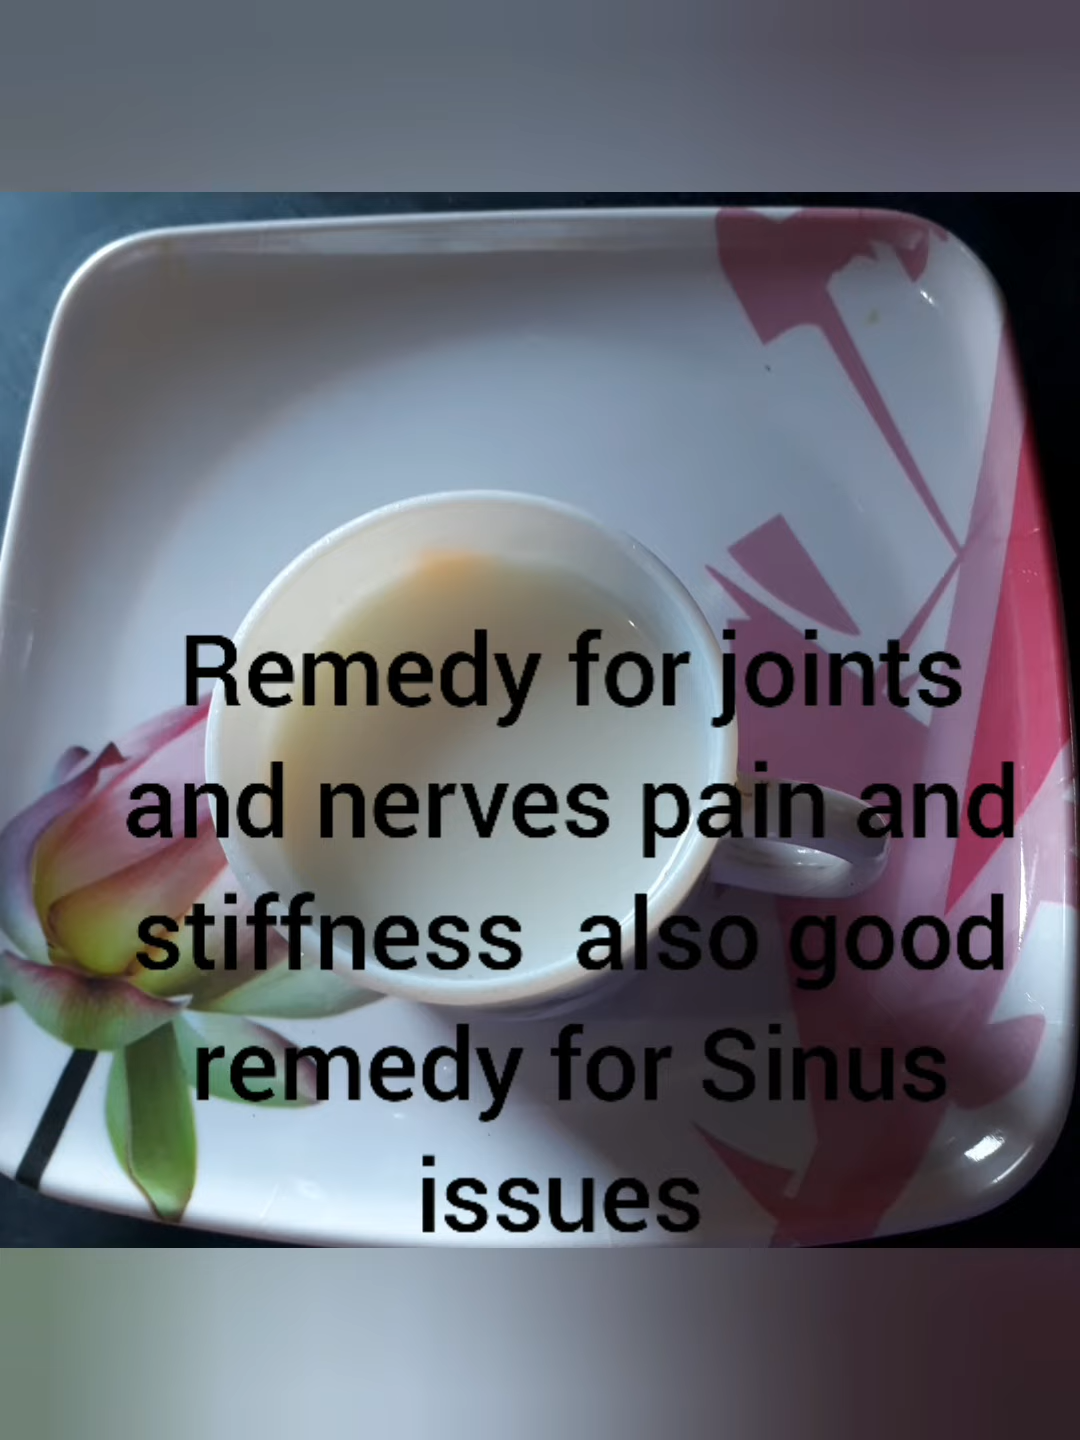 Remedy for joints
and nerves pain and
stiffness  also good
remedy for Sinus
issues